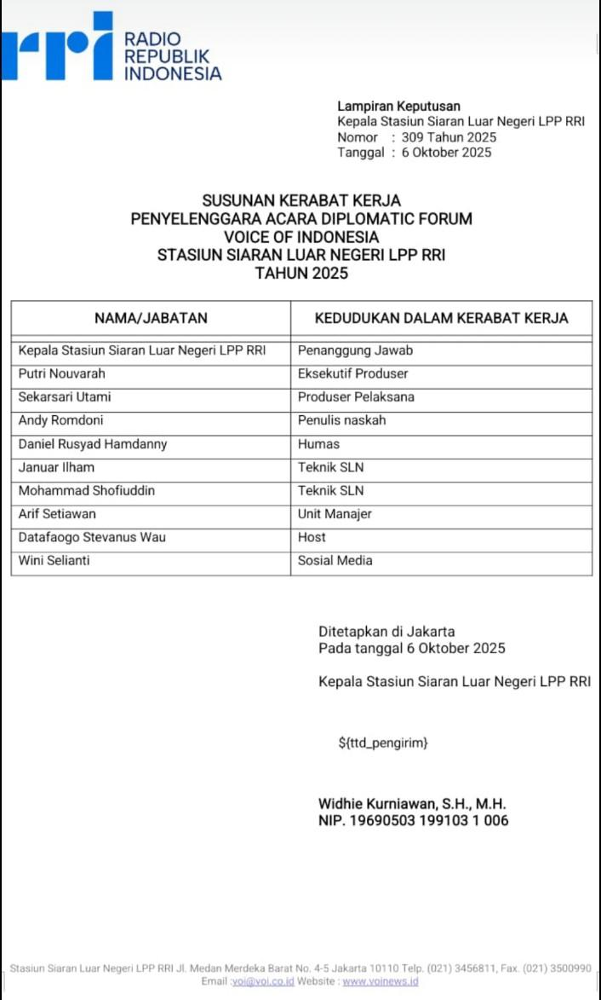 rri RADIO
REPUBLIK
INDONESIA
Lampiran Keputusan
Kepala Stasiun Siaran Luar Negeri LPP RRI
Nomor : 309 Tahun 2025
Tanggal : 6 Oktober 2025
SUSUNAN KERABAT KERJA
PENYELENGGARA ACARA DIPLOMATIC FORUM
VOICE OF INDONESIA
STASIUN SIARAN LUAR NEGERI LPP RRI
TAHUN 2025
NAMA/JABATAN KEDUDUKAN DALAM KERABAT KERJA
Kepala Stasiun Siaran Luar Negeri LPP RRI Penanggung Jawab
Putri Nouvarah Eksekutif Produser
Sekarsari Utami Produser Pelaksana
Andy Romdoni Penulis naskah
Daniel Rusyad Hamdanny Humas
Januar Ilham Teknik SLN
Mohammad Shofiuddin Teknik SLN
Arif Setiawan Unit Manajer
Datafaogo Stevanus Wau Host
Wini Selianti Sosial Media
Ditetapkan di Jakarta
Pada tanggal 6 Oktober 2025
Kepala Stasiun Siaran Luar Negeri LPP RRI
${ttd_pengirim}
Widhie Kurniawan, S.H., M.H.
NIP. 19690503 199103 1 006
Stasiun Siaran Luar Negeri LPP RRI Jl. Medan Merdeka Barat No. 4-5 Jakarta 10110 Telp. (021) 3456811, Fax. (021) 3500990
Email :voi@voi.co.id Website : www.voinews.id